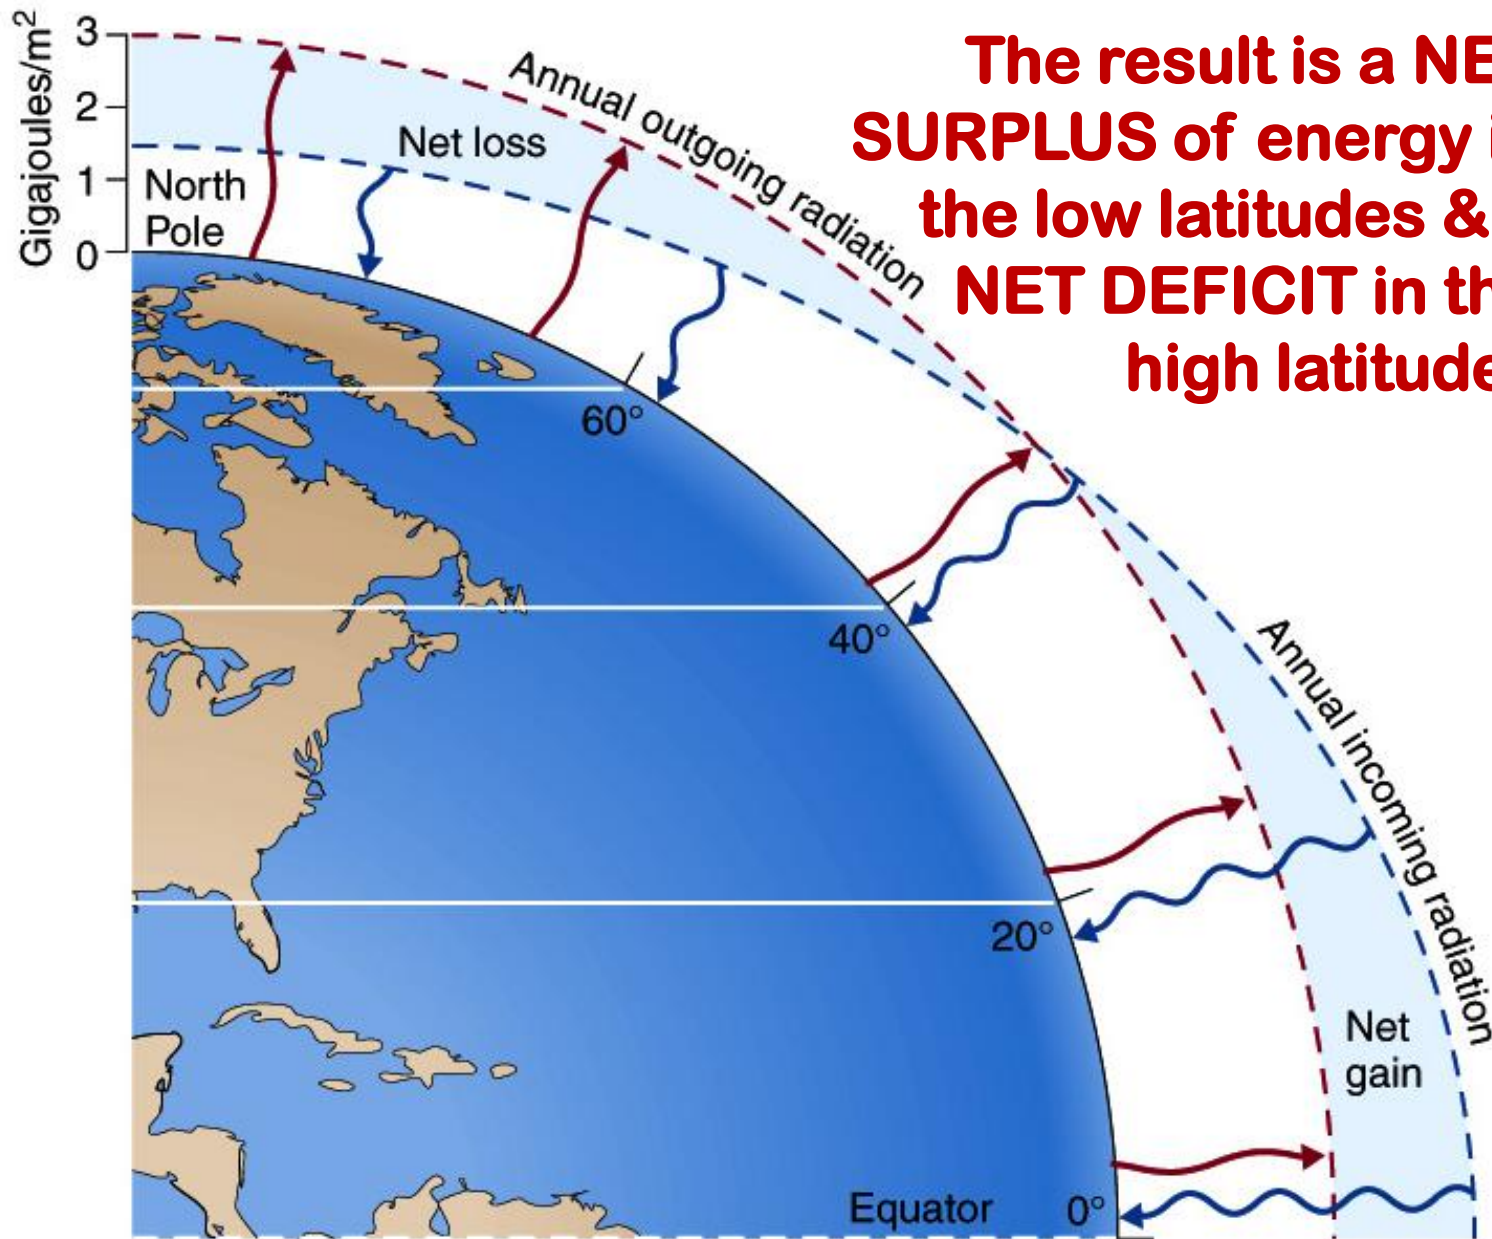 Gigajoules/m²
3
2
1
0
The result is a NE
SURPLUS of energy i
the low latitudes &
NET DEFICIT in th
high latitude
Annual outgoing radiation
Net loss
North
Pole
60°
40°
20°
Annual incoming radiation
Net
gain
Equator 0°